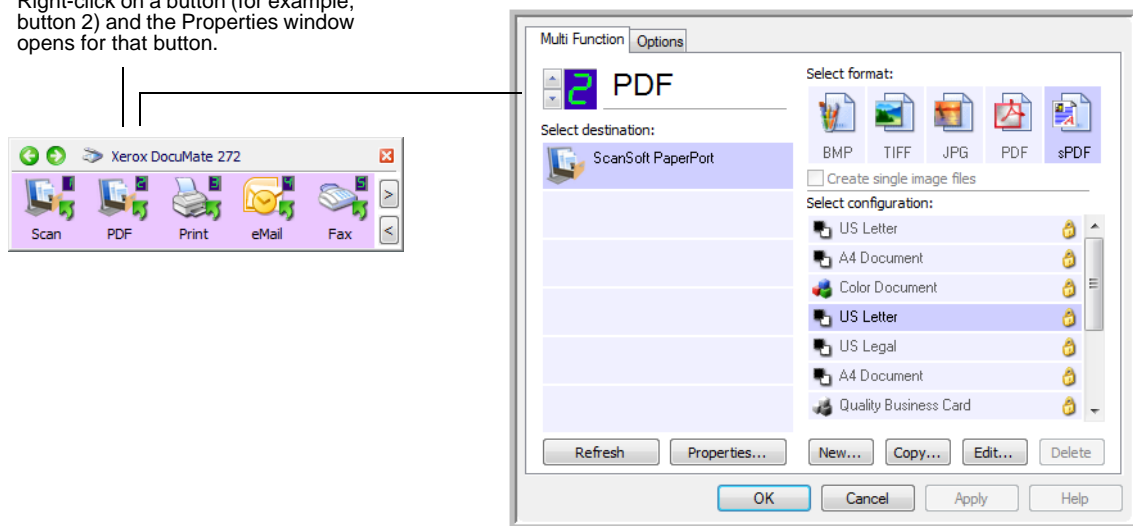 Right-click on a button (for example,
button 2) and the Properties window
opens for that button.
Xerox DocuMate 272
1
2
3
4
5
Scan
PDF
Print
eMail
Fax
>
<
Multi Function
Options
2
PDF
Select destination:
ScanSoft PaperPort
Refresh
Properties...
Select format:
BMP
TIFF
JPG
PDF
sPDF
Create single image files
Select configuration:
US Letter
A4 Document
Color Document
US Letter
US Legal
A4 Document
Quality Business Card
New...
Copy...
Edit...
Delete
OK
Cancel
Apply
Help